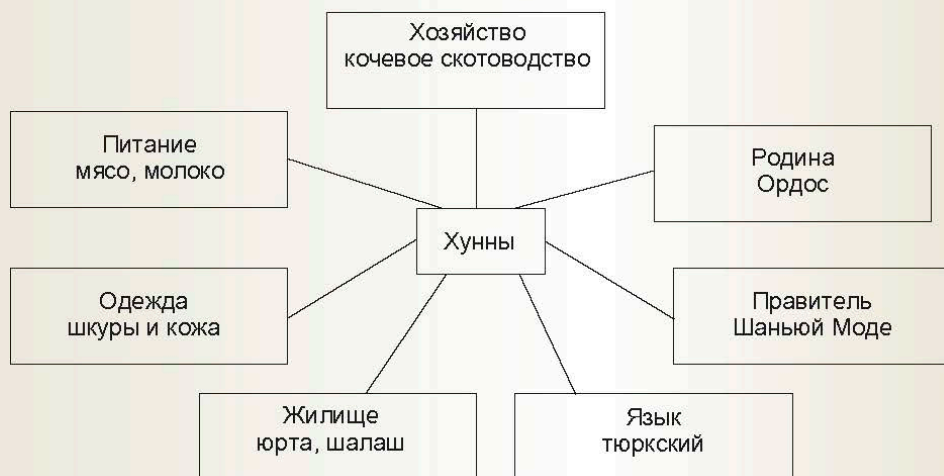 Хозяйство
кочевое скотоводство
Питание
мясо, молоко
Родина
Ордос
Хунны
Одежда
шкуры и кожа
Правитель
Шаньюй Моде
Жилище
юрта, шалаш
Язык
тюркский